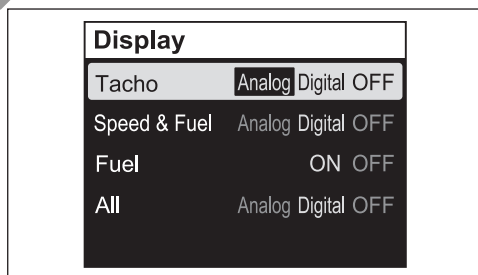 Display
Tacho Analog Digital OFF
Speed & Fuel Analog Digital OFF
Fuel ON OFF
All Analog Digital OFF